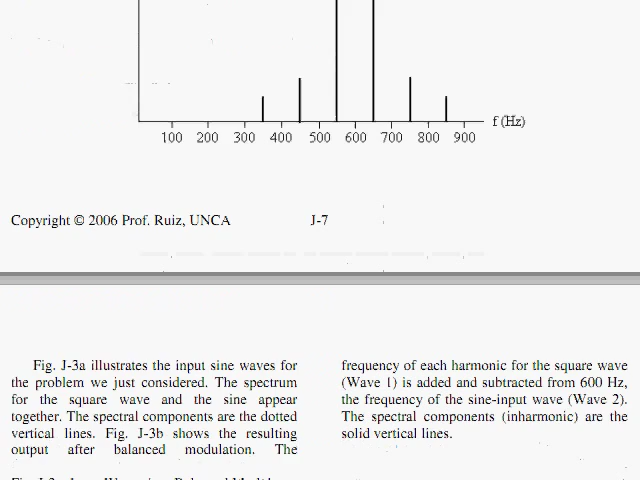 f (Hz)
100 200 300 400 500 600 700 800 900
Copyright © 2006 Prof. Ruiz, UNCA J-7
Fig. J-3a illustrates the input sine waves for
the problem we just considered. The spectrum
for the square wave and the sine appear
together. The spectral components are the dotted
vertical lines. Fig. J-3b shows the resulting
output after balanced modulation. The
frequency of each harmonic for the square wave
(Wave 1) is added and subtracted from 600 Hz,
the frequency of the sine-input wave (Wave 2).
The spectral components (inharmonic) are the
solid vertical lines.